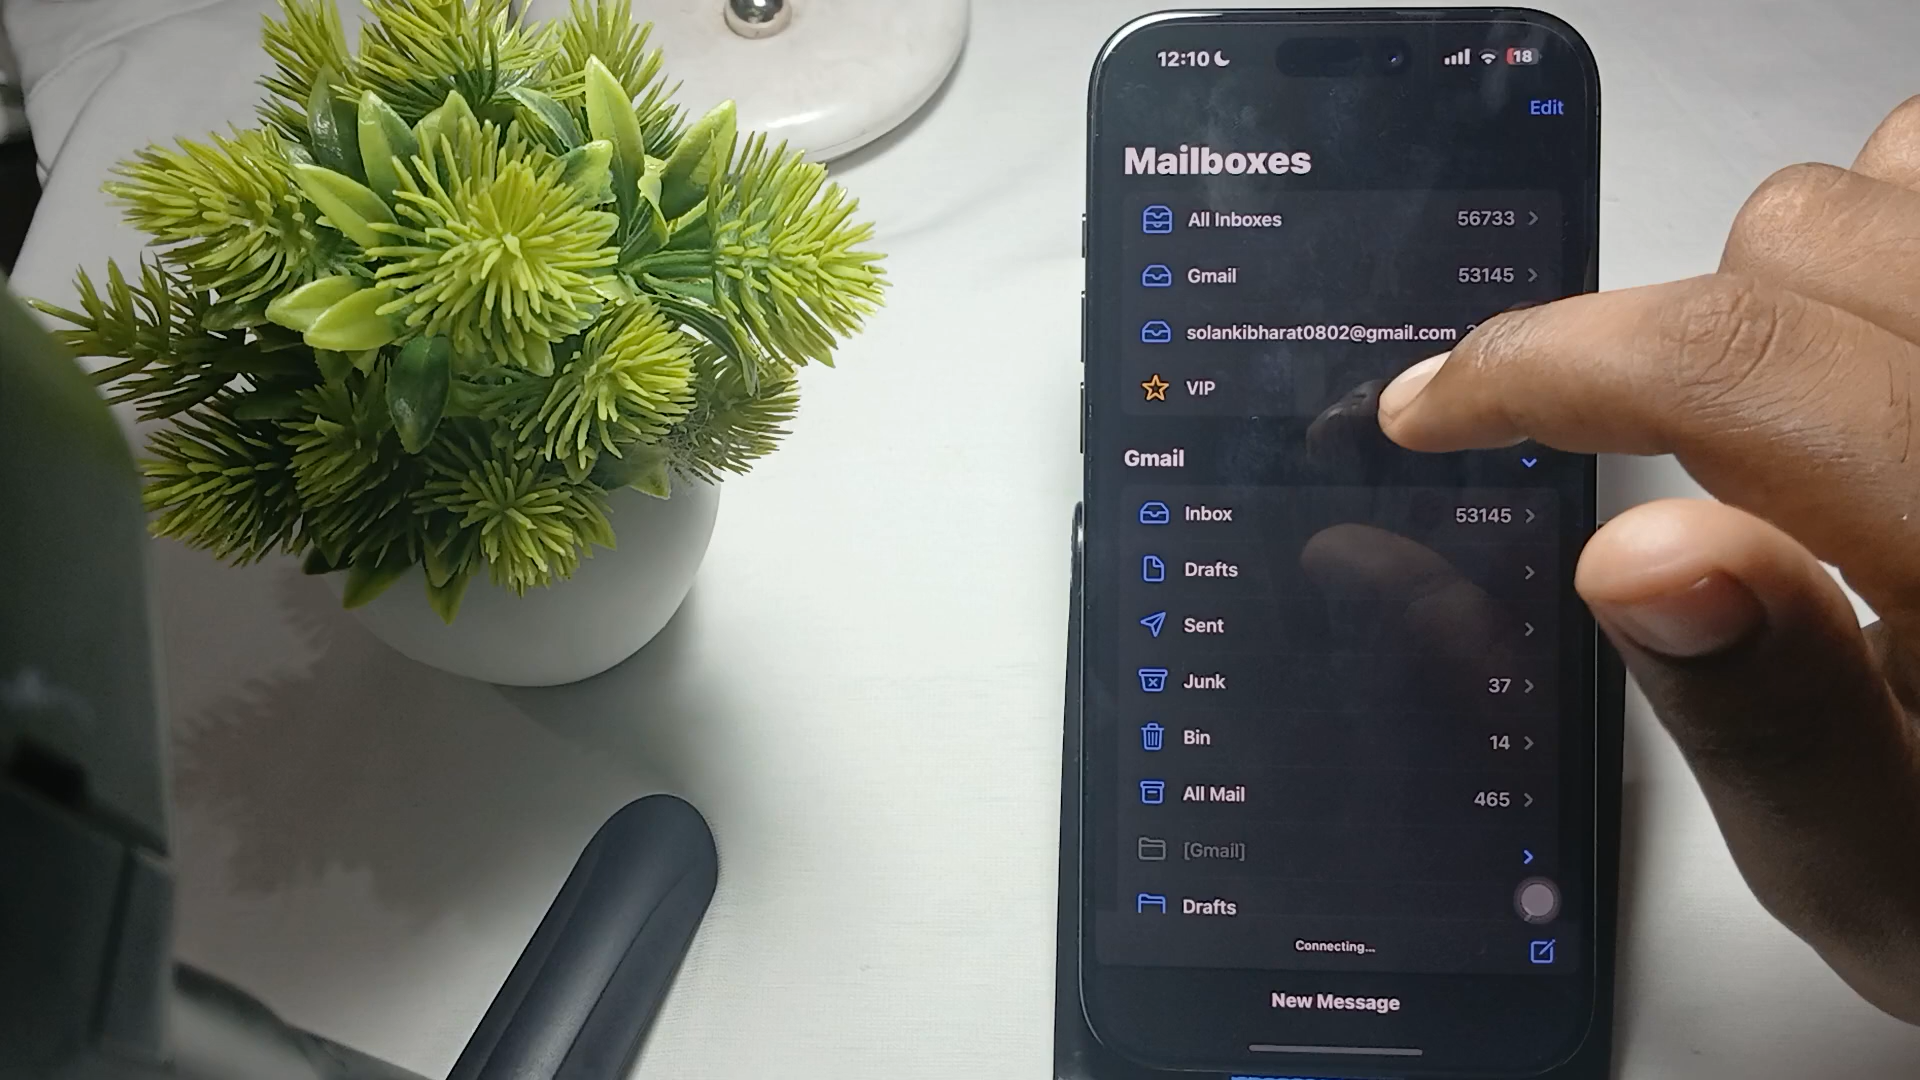 12:10
18
Edit
Mailboxes
All Inboxes 56733
Gmail 53145
solankibharat0802@gmail.com
VIP
Gmail
Inbox 53145
Drafts
Sent
Junk 37
Bin 14
All Mail 465
[Gmail]
Drafts
Connecting...
New Message